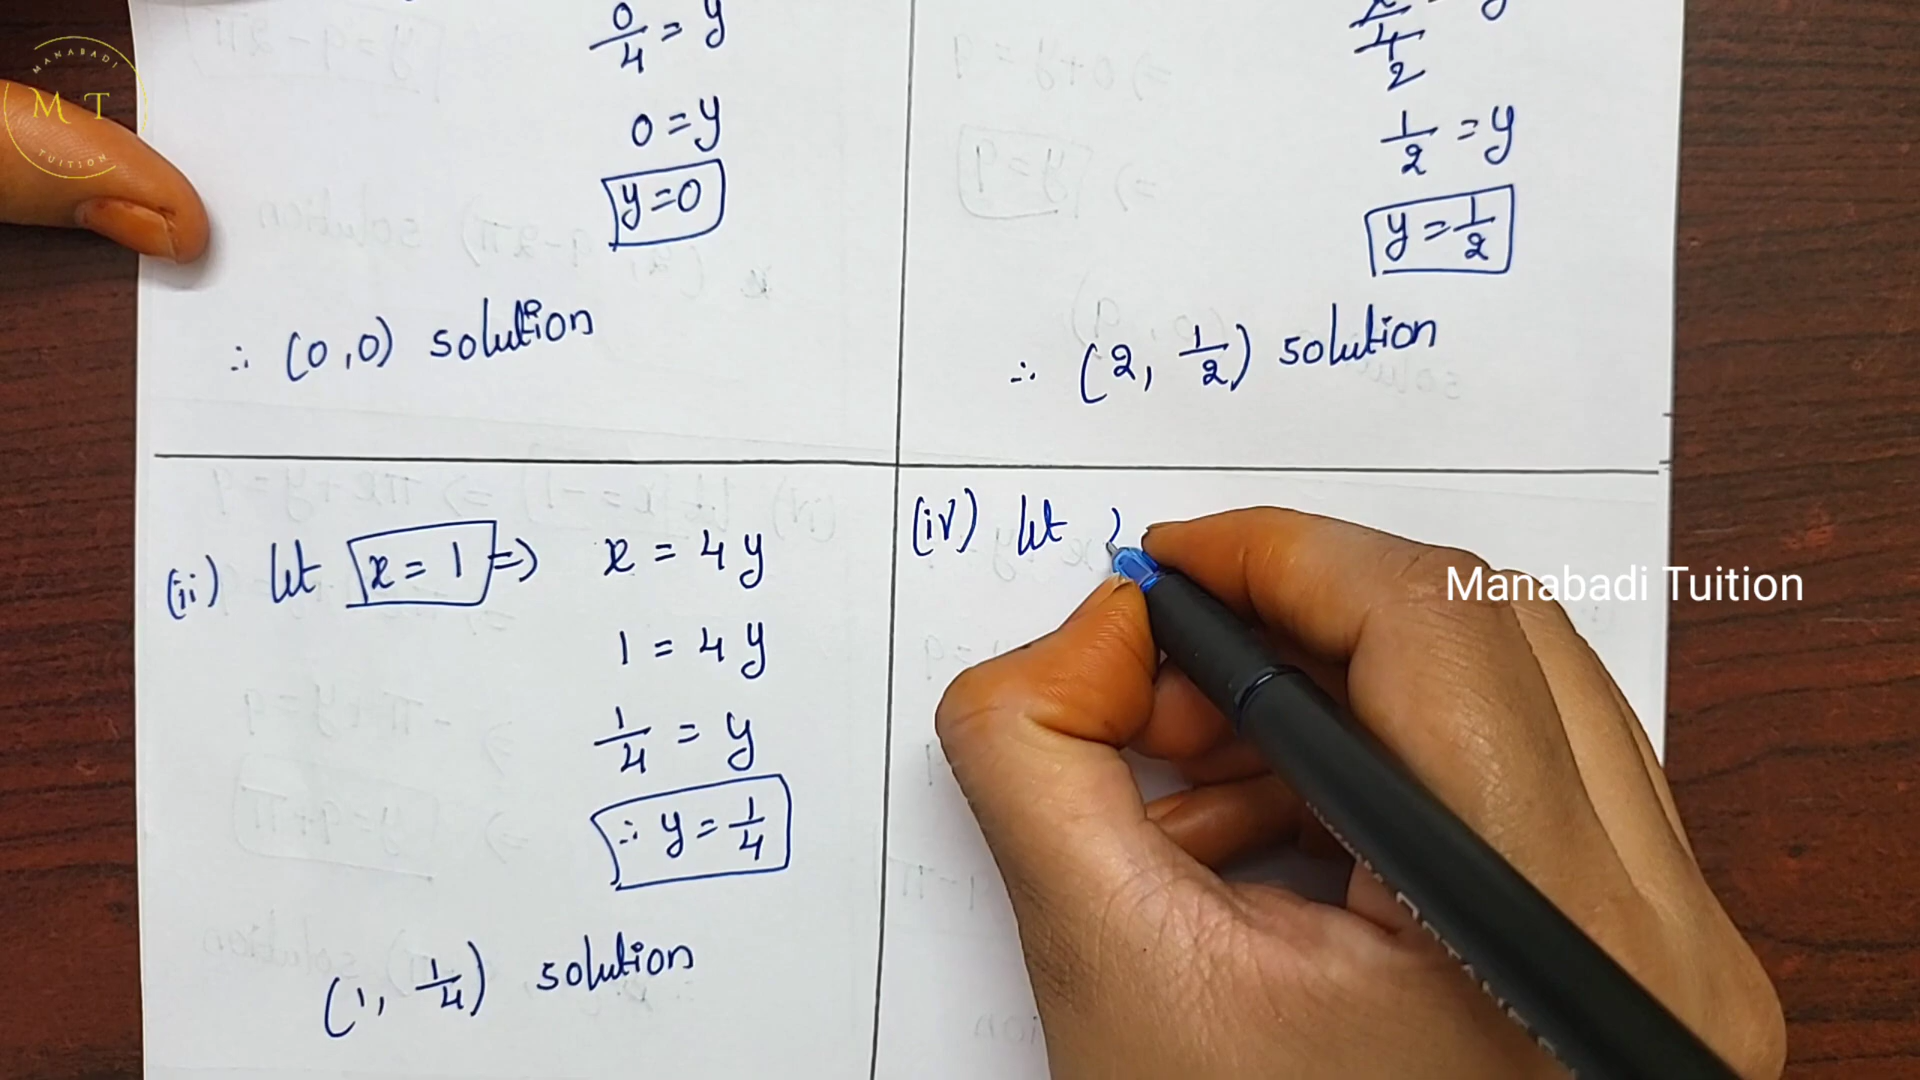 MANABADI
M T
TUITION
0/4 = y
0 = y
y = 0
∴ (0,0) solution
2
1/2 = y
y = 1/2
∴ (2, 1/2) solution
(ii) let x = 1 => x = 4y
1 = 4y
1/4 = y
∴ y = 1/4
(1, 1/4) solution
(iv) let
Manabadi Tuition